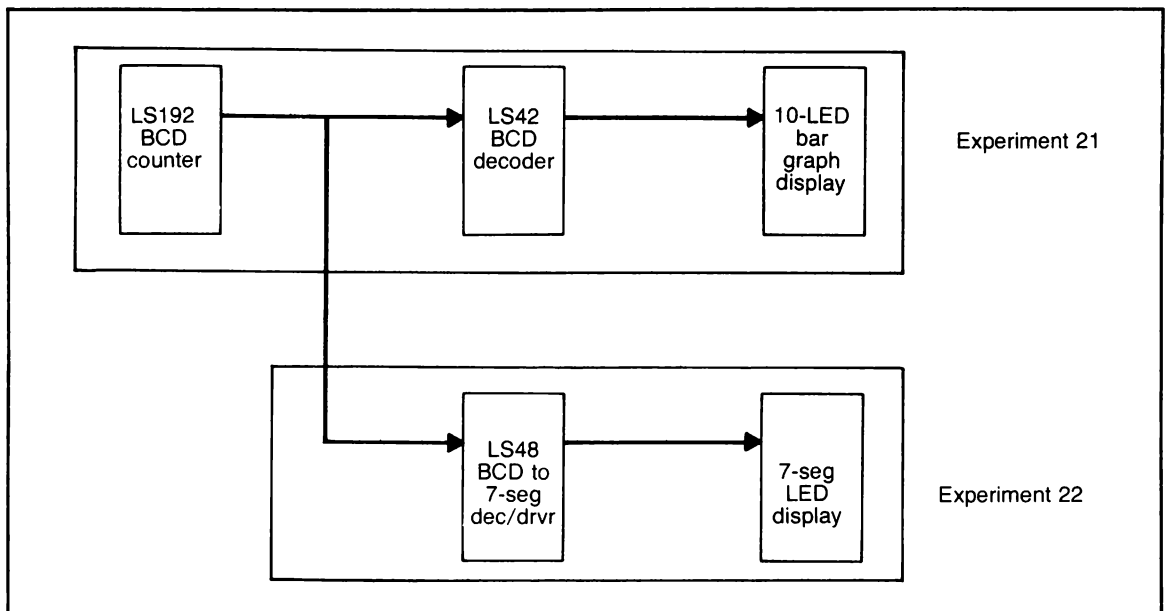 LS192
BCD
counter
LS42
BCD
decoder
10-LED
bar
graph
display
Experiment 21
LS48
BCD to
7-seg
dec/drvr
7-seg
LED
display
Experiment 22